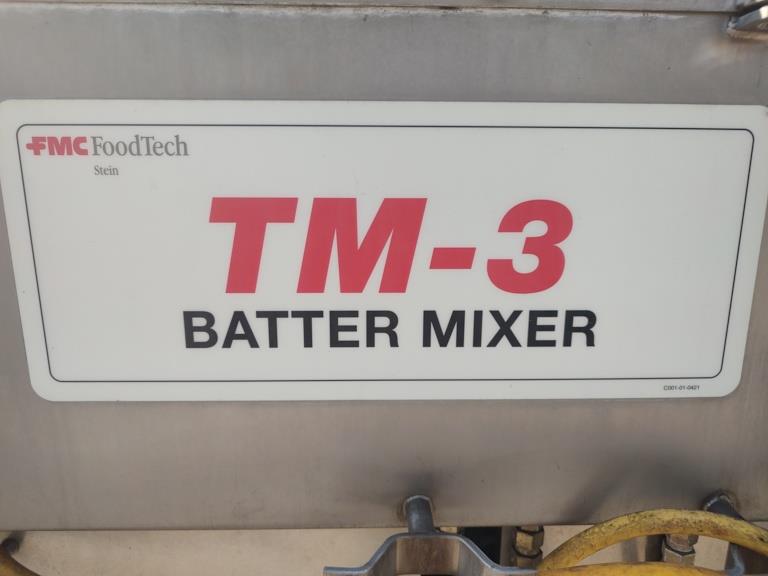 FMC FoodTech
Stein
TM-3
BATTER MIXER
C001-01-0421